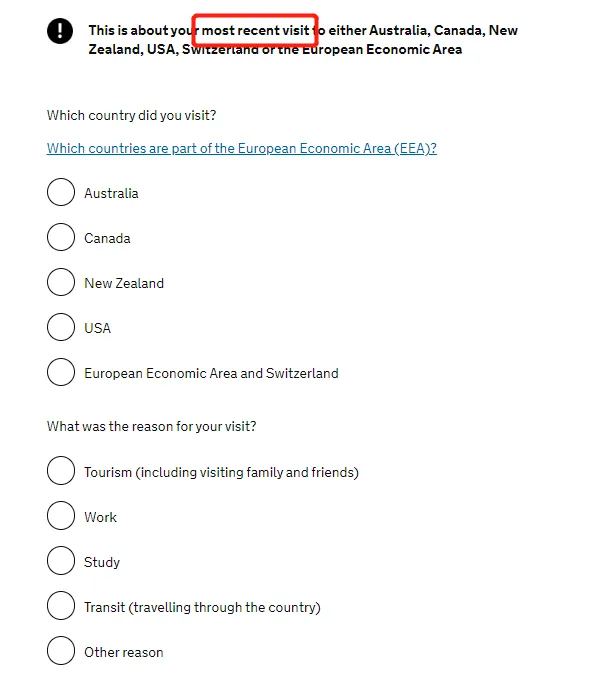 This is about your most recent visit to either Australia, Canada, New
Zealand, USA, Switzerland or the European Economic Area
Which country did you visit?
Which countries are part of the European Economic Area (EEA)?
Australia
Canada
New Zealand
USA
European Economic Area and Switzerland
What was the reason for your visit?
Tourism (including visiting family and friends)
Work
Study
Transit (travelling through the country)
Other reason